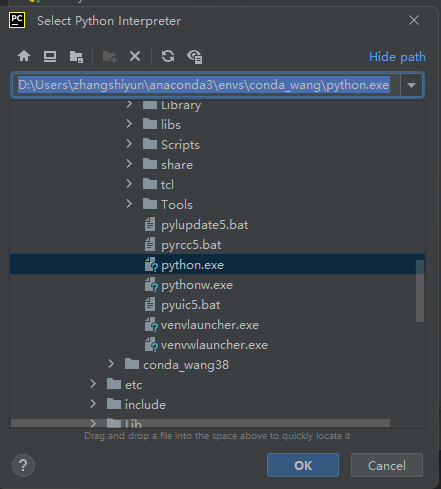 PC Select Python Interpreter
Hide path
D:\Users\zhangshiyun\anaconda3\envs\conda_wang\python.exe
Library
libs
Scripts
share
tcl
Tools
pylupdate5.bat
pyrcc5.bat
python.exe
pythonw.exe
pyuic5.bat
venvlauncher.exe
venvwlauncher.exe
conda_wang38
etc
include
Lib
Drag and drop a file into the space above to quickly locate it
?
OK
Cancel